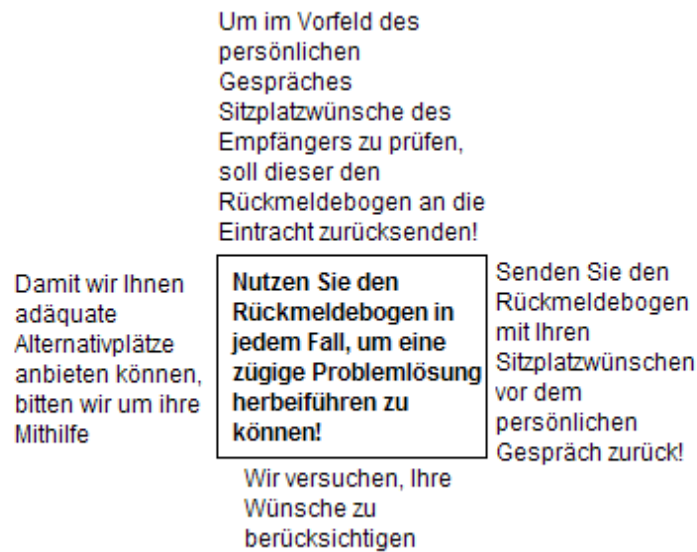 Um im Vorfeld des
persönlichen
Gespräches
Sitzplatzwünsche des
Empfängers zu prüfen,
soll dieser den
Rückmeldebogen an die
Eintracht zurücksenden!
Damit wir Ihnen
adäquate
Alternativplätze
anbieten können,
bitten wir um ihre
Mithilfe
Nutzen Sie den
Rückmeldebogen in
jedem Fall, um eine
zügige Problemlösung
herbeiführen zu
können!
Senden Sie den
Rückmeldebogen
mit Ihren
Sitzplatzwünschen
vor dem
persönlichen
Gespräch zurück!
Wir versuchen, Ihre
Wünsche zu
berücksichtigen